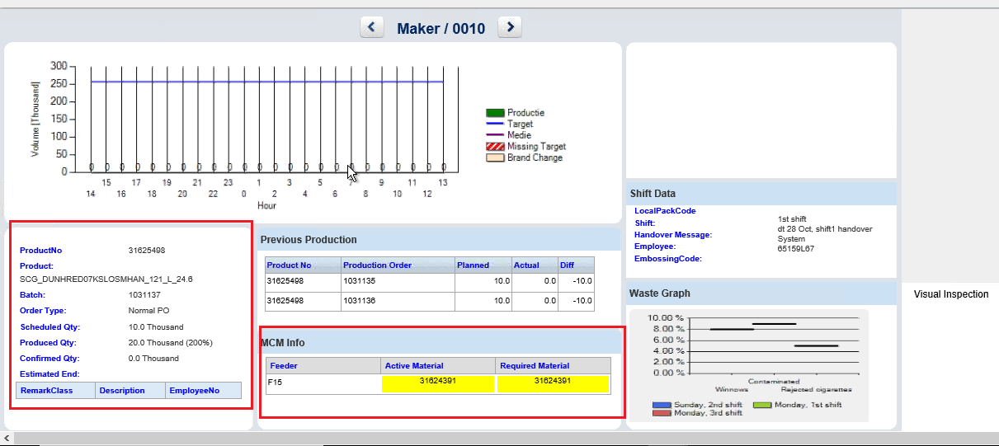 Maker / 0010
300
250
200
150
100
50
0
Volume [Thousand]
0 0 0 0 0 0 0 0 0 0 0 0 0 0 0 0 0 0 0 0 0 0 0 0
15 17 19 21 23 1 3 5 7 9 11 13
14 16 18 20 22 0 2 4 6 8 10 12
Hour
Productie
Target
Medie
Missing Target
Brand Change
ProductNo 31625498
Product:
SCG_DUNHRED07KSLOSMHAN_121_L_24.6
Batch: 1031137
Order Type: Normal PO
Scheduled Qty: 10.0 Thousand
Produced Qty: 20.0 Thousand (200%)
Confirmed Qty: 0.0 Thousand
Estimated End:
RemarkClass Description EmployeeNo
Previous Production
Product No Production Order Planned Actual Diff
31625498 1031135 10.0 0.0 -10.0
31625498 1031136 10.0 0.0 -10.0
MCM Info
Feeder Active Material Required Material
F15 31624391 31624391
Shift Data
LocalPackCode
Shift: 1st shift
Handover Message: dt 28 Oct, shift1 handover
System
Employee: 65159L67
EmbossingCode:
Waste Graph
10.00 %
8.00 %
6.00 %
4.00 %
2.00 %
0.00 %
Contaminated
Winnows Rejected cigarettes
Sunday, 2nd shift Monday, 1st shift
Monday, 3rd shift
Visual Inspection